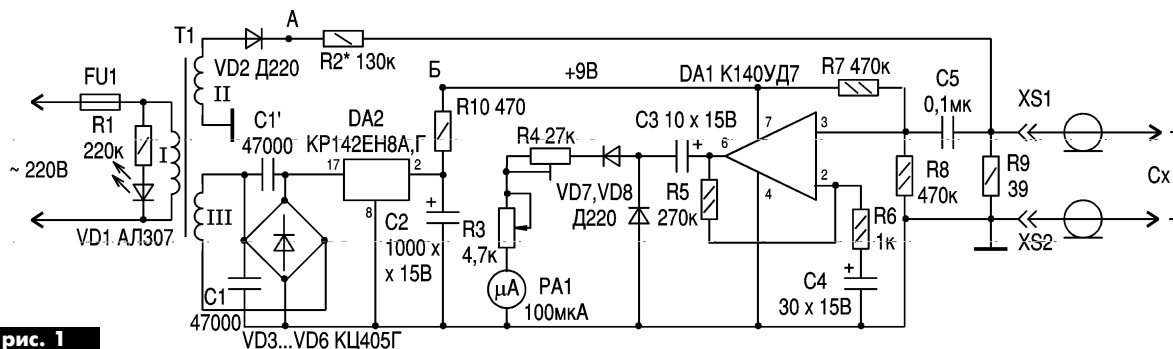 T1
A
VD2 Д220
R2* 130к
II
FU1
R1
220к
I
~ 220В
VD1 АЛ307
III
C1'
47000
DA2
КР142ЕН8А,Г
17
2
8
C1
47000
VD3...VD6 КЦ405Г
Б
R10 470
C2
1000 х
х 15В
+9В
R4 27к
R3
4,7к
μA
PA1
100мкА
VD7,VD8
Д220
C3 10 х 15В
R5
270к
DA1 К140УД7
7
3
6
2
4
R7 470к
R6
1к
C4
30 х 15В
C5
0,1мк
R8
470к
R9
39
XS1
Cx
XS2
рис. 1